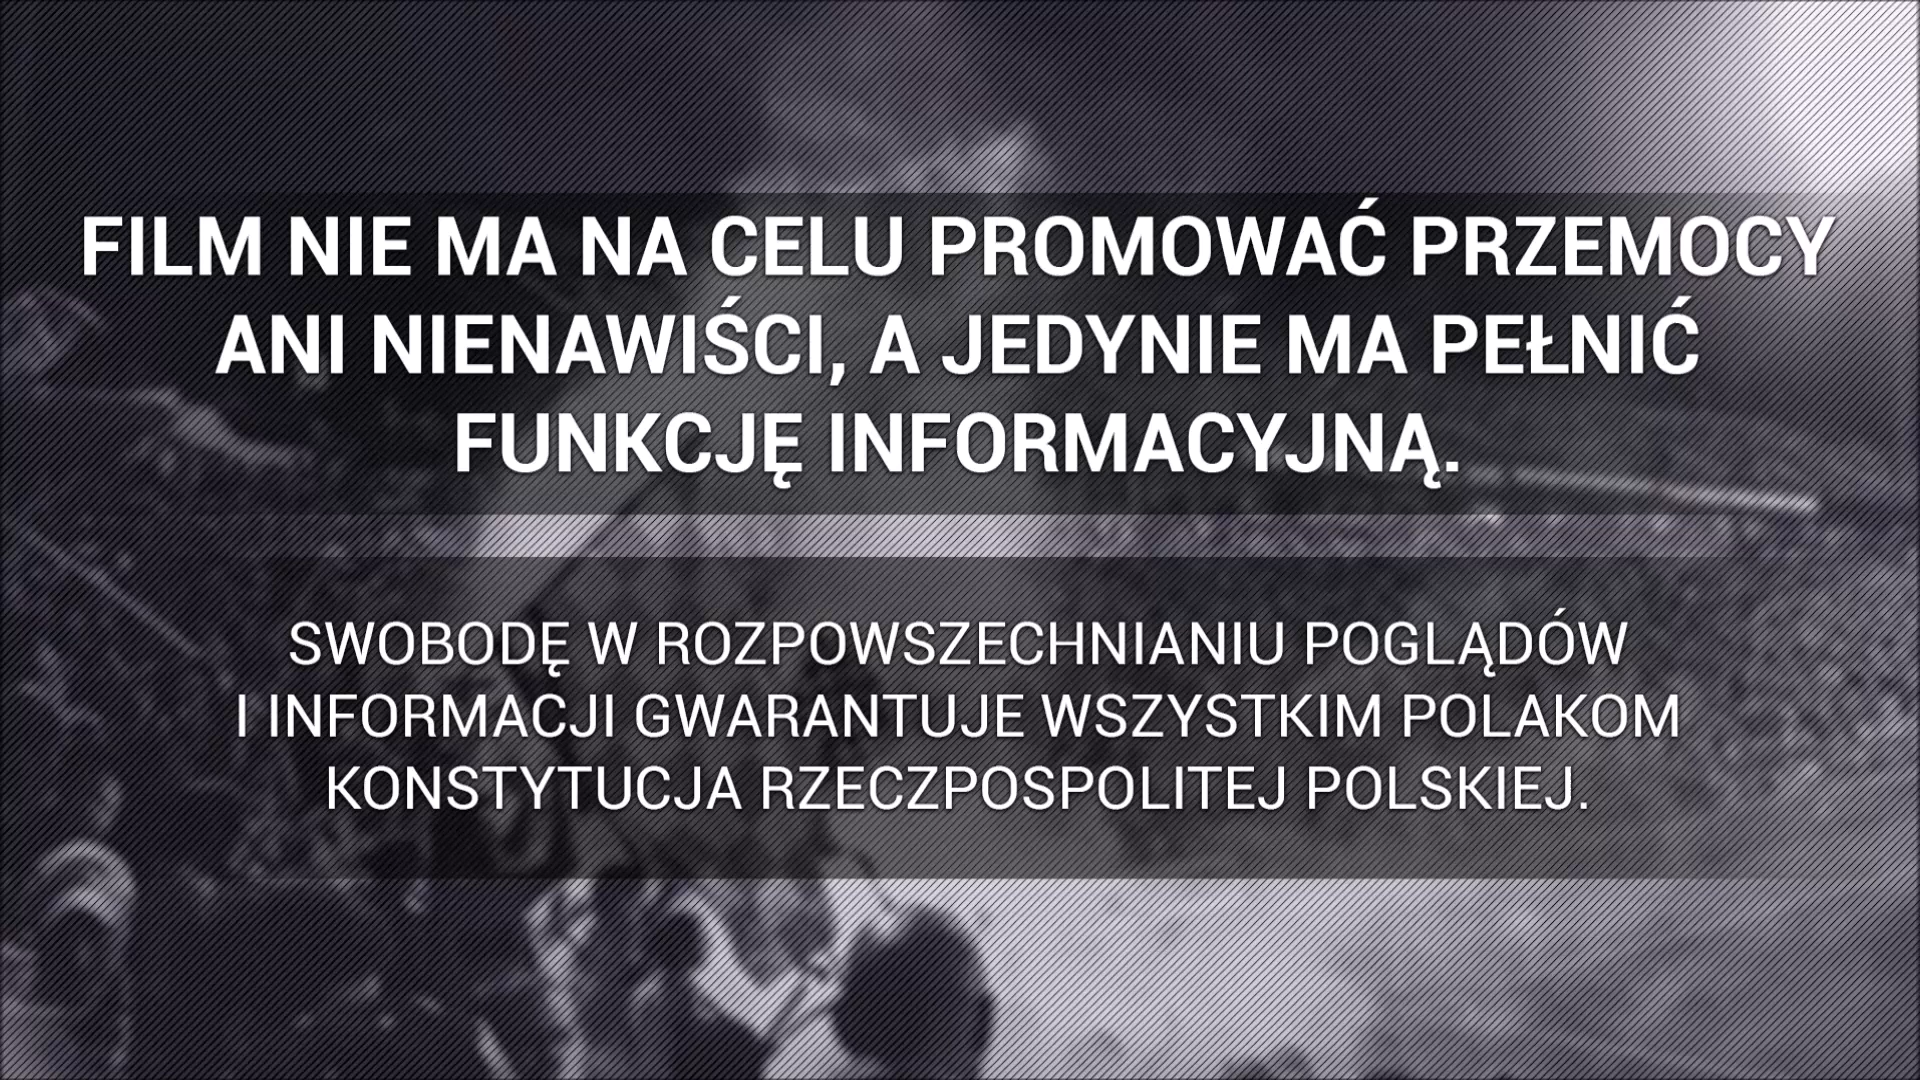 FILM NIE MA NA CELU PROMOWAĆ PRZEMOCY
ANI NIENAWIŚCI, A JEDYNIE MA PEŁNIĆ
FUNKCJĘ INFORMACYJNĄ.
SWOBODĘ W ROZPOWSZECHNIANIU POGLĄDÓW
I INFORMACJI GWARANTUJE WSZYSTKIM POLAKOM
KONSTYTUCJA RZECZPOSPOLITEJ POLSKIEJ.